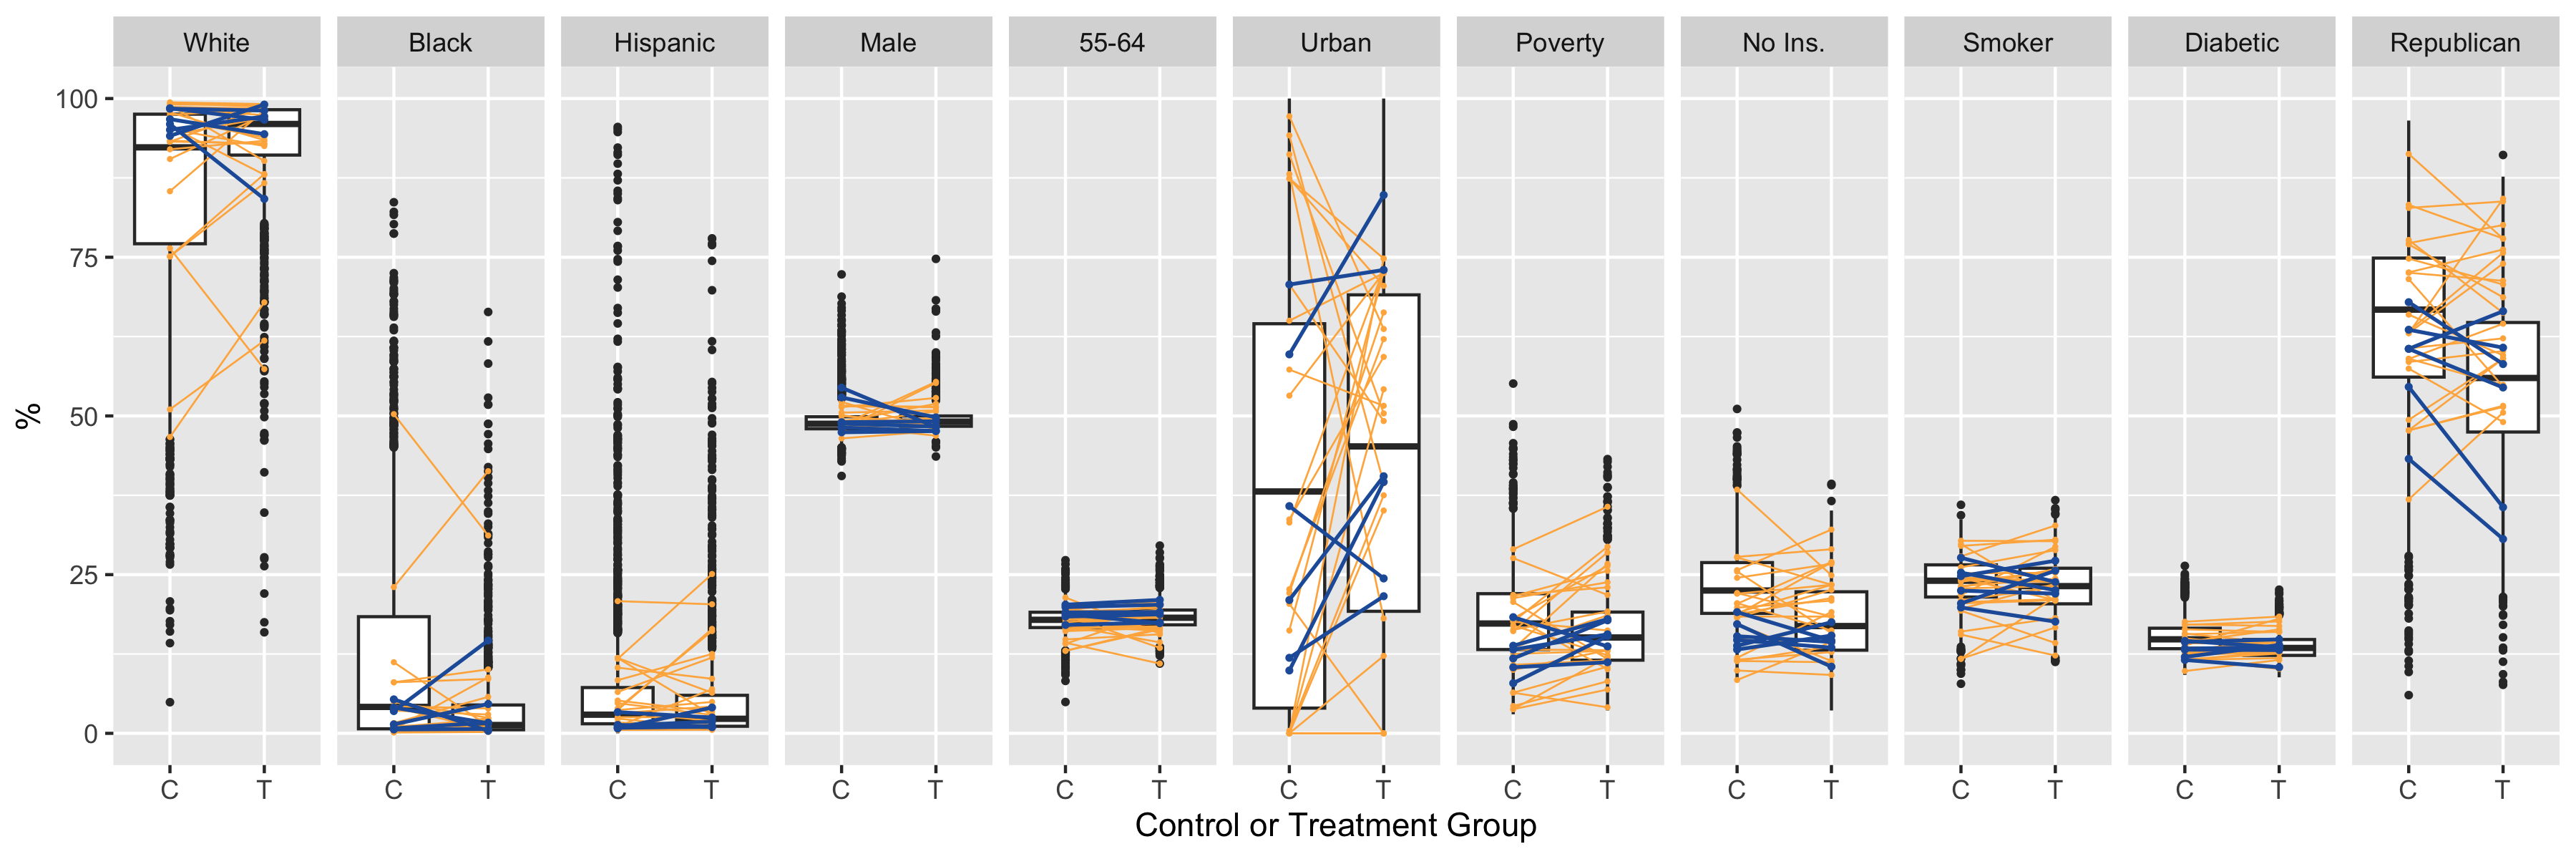 White Black Hispanic Male 55-64 Urban Poverty No Ins. Smoker Diabetic Republican
100
75
50
25
0
%
C T C T C T C T C T C T C T C T C T C T C T
Control or Treatment Group